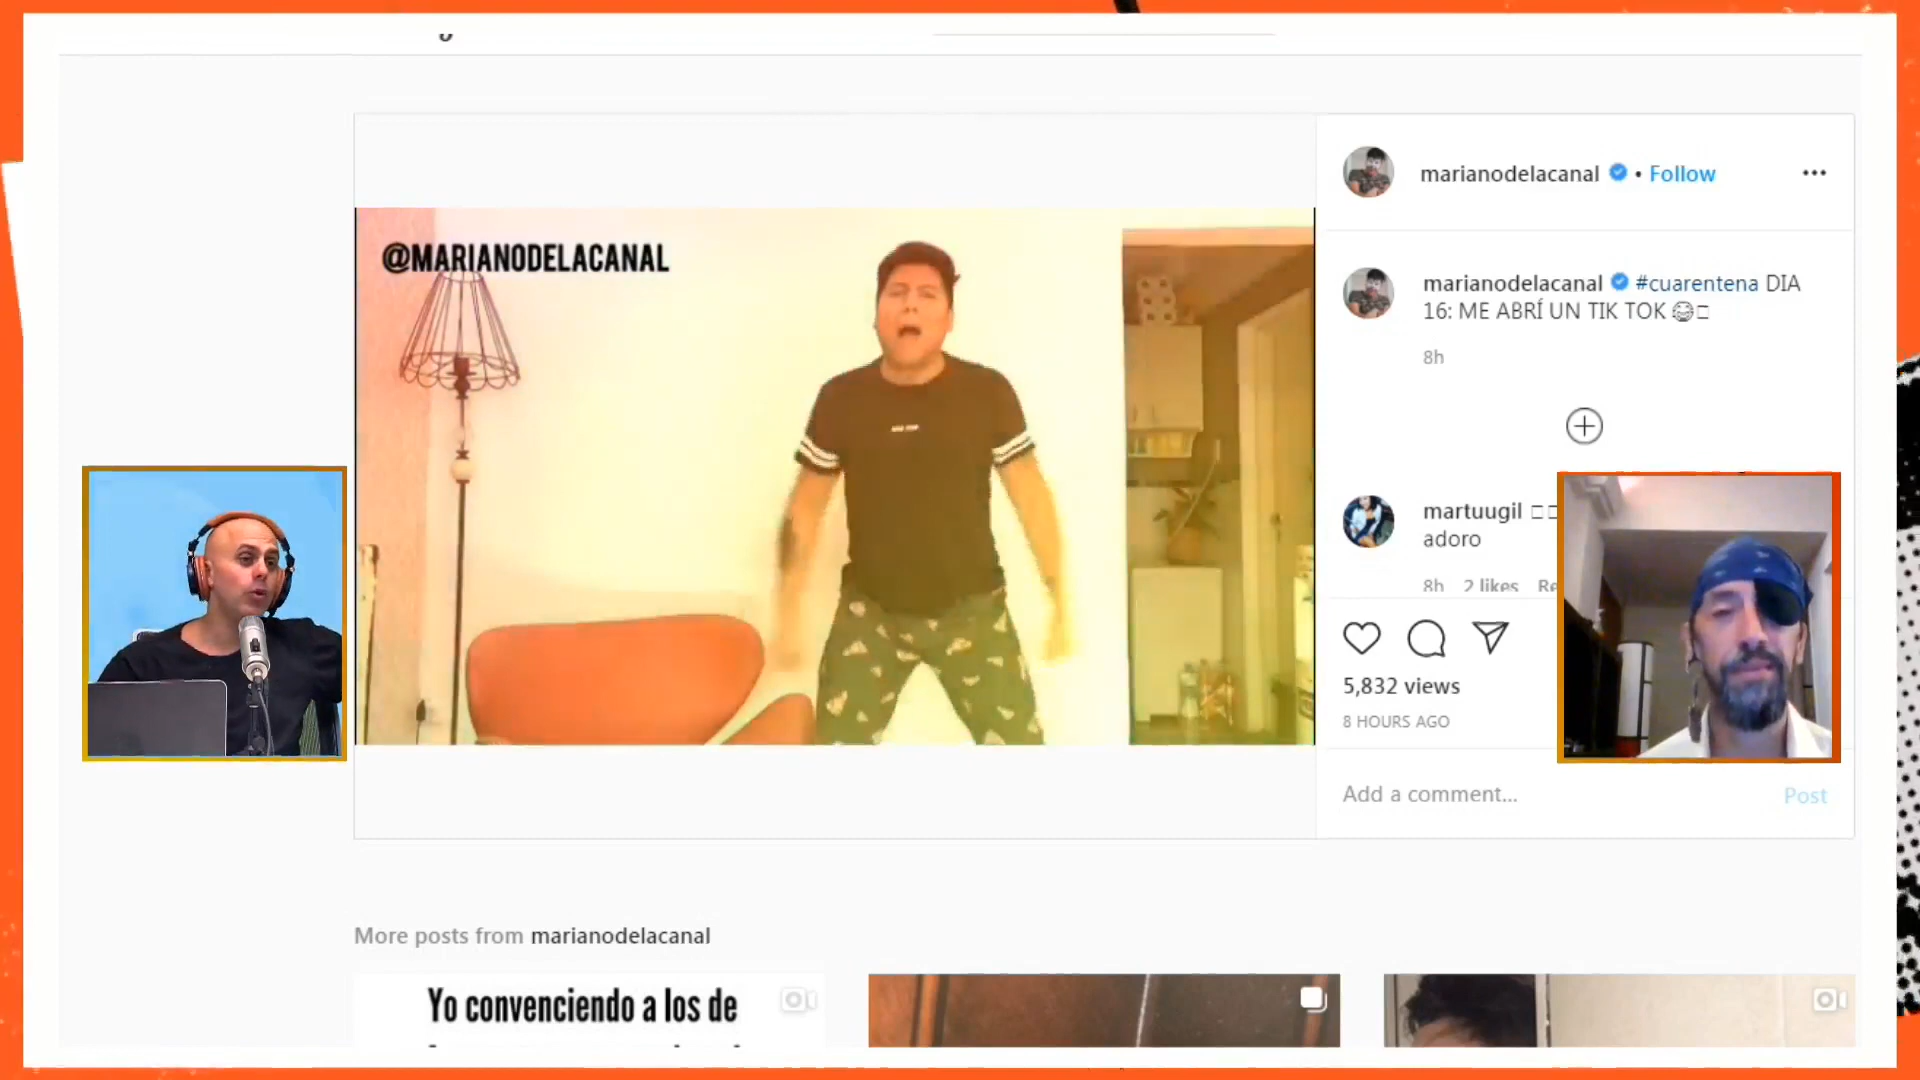 @MARIANODELACANAL
marianodelacanal • Follow
marianodelacanal #cuarentena DIA
16: ME ABRÍ UN TIK TOK
8h
martuugil
adoro
8h 2 likes
5,832 views
8 HOURS AGO
Add a comment...
Post
More posts from marianodelacanal
Yo convenciendo a los de